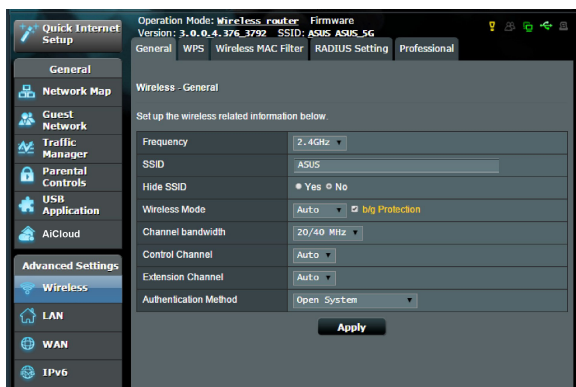 Quick Internet
Setup
Operation Mode: Wireless router Firmware
Version: 3.0.0.4.376_3792 SSID: ASUS ASUS_5G
General WPS Wireless MAC Filter RADIUS Setting Professional
General
Network Map
Guest
Network
Traffic
Manager
Parental
Controls
USB
Application
AiCloud
Advanced Settings
Wireless
LAN
WAN
IPv6
Wireless - General
Set up the wireless related information below.
Frequency 2.4GHz
SSID ASUS
Hide SSID Yes No
Wireless Mode Auto b/g Protection
Channel bandwidth 20/40 MHz
Control Channel Auto
Extension Channel Auto
Authentication Method Open System
Apply